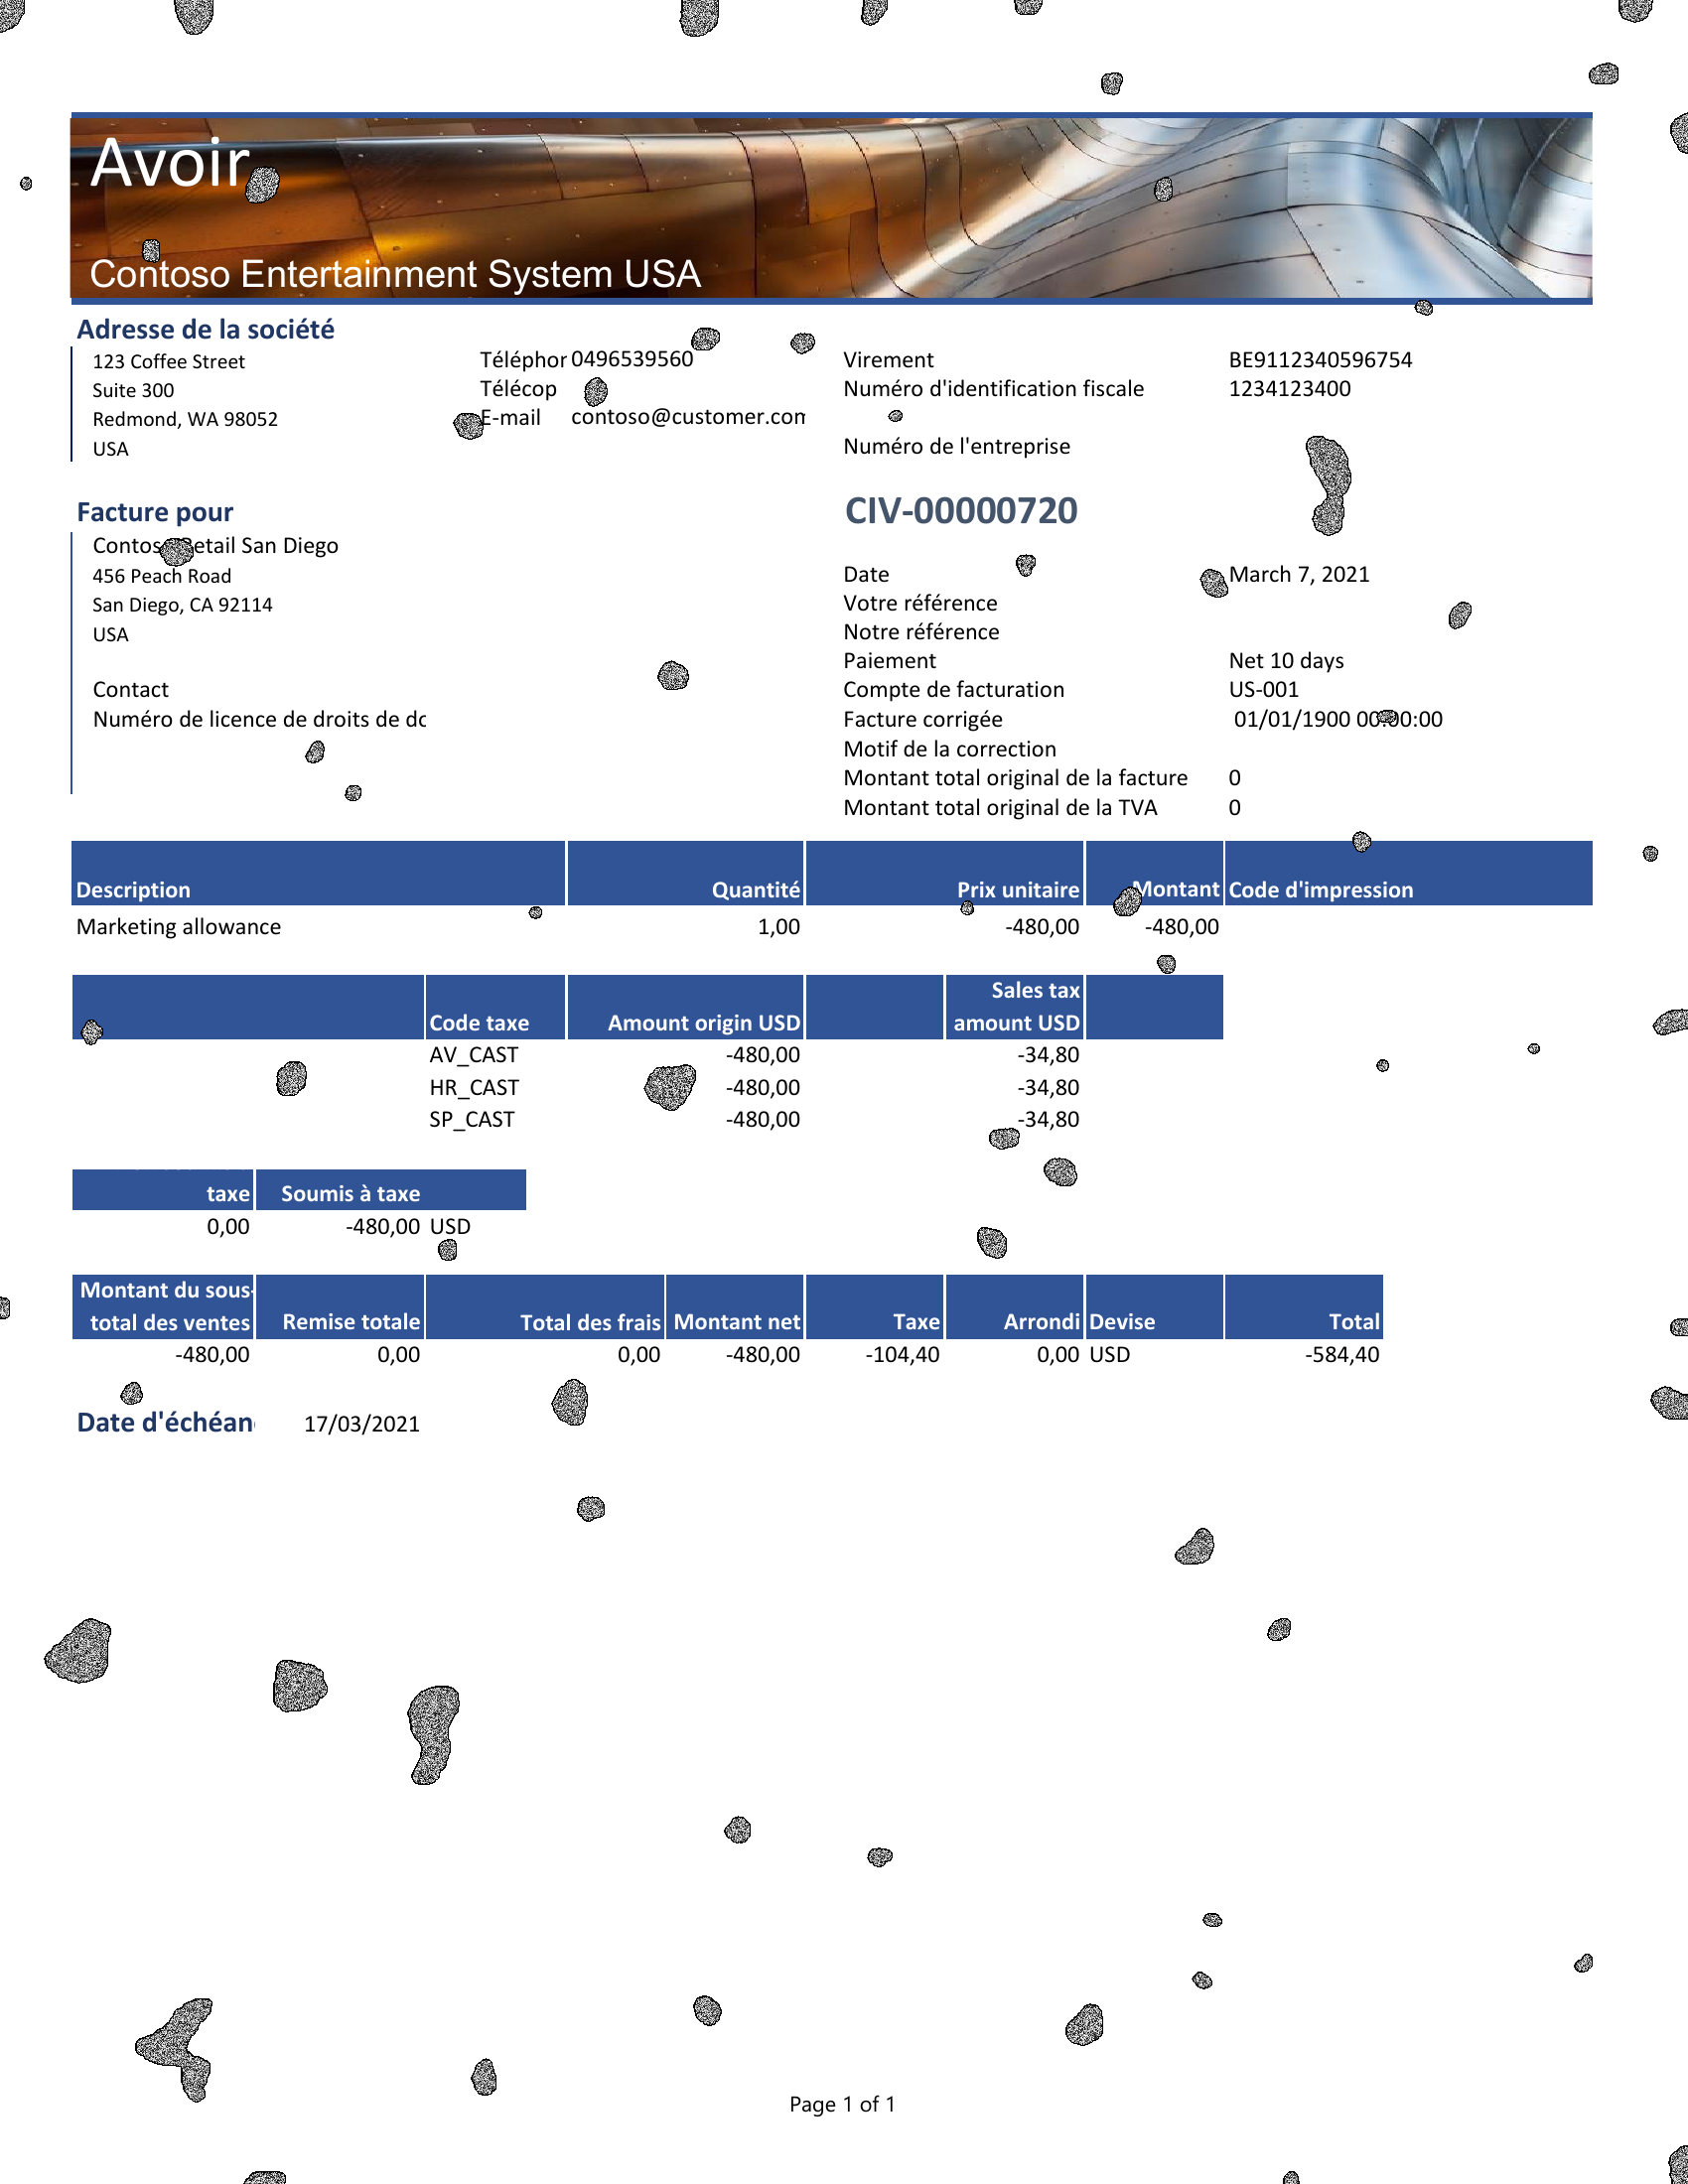 Avoir
Contoso Entertainment System USA
Adresse de la société
123 Coffee Street
Suite 300
Redmond, WA 98052
USA
Téléphor 0496539560
Télécop
E-mail contoso@customer.com
Virement BE9112340596754
Numéro d'identification fiscale 1234123400
Numéro de l'entreprise
Facture pour
Contoso Retail San Diego
456 Peach Road
San Diego, CA 92114
USA
Contact
Numéro de licence de droits de dc
CIV-00000720
Date March 7, 2021
Votre référence
Notre référence
Paiement Net 10 days
Compte de facturation US-001
Facture corrigée 01/01/1900 00:00:00
Motif de la correction
Montant total original de la facture 0
Montant total original de la TVA 0
Description Quantité Prix unitaire Montant Code d'impression
Marketing allowance 1,00 -480,00 -480,00
Sales tax
Code taxe Amount origin USD amount USD
AV_CAST -480,00 -34,80
HR_CAST -480,00 -34,80
SP_CAST -480,00 -34,80
taxe Soumis à taxe
0,00 -480,00 USD
Montant du sous-
total des ventes Remise totale Total des frais Montant net Taxe Arrondi Devise Total
-480,00 0,00 0,00 -480,00 -104,40 0,00 USD -584,40
Date d'échéan 17/03/2021
Page 1 of 1